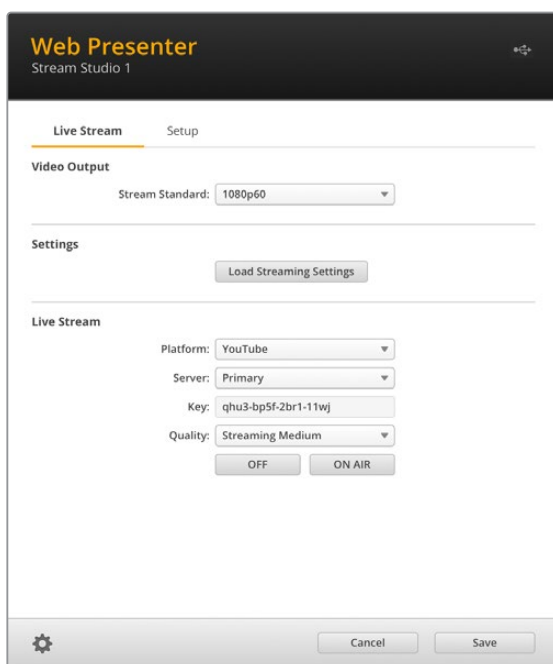 Web Presenter
Stream Studio 1
Live Stream Setup
Video Output
Stream Standard: 1080p60
Settings
Load Streaming Settings
Live Stream
Platform: YouTube
Server: Primary
Key: qhu3-bp5f-2br1-11wj
Quality: Streaming Medium
OFF ON AIR
Cancel Save